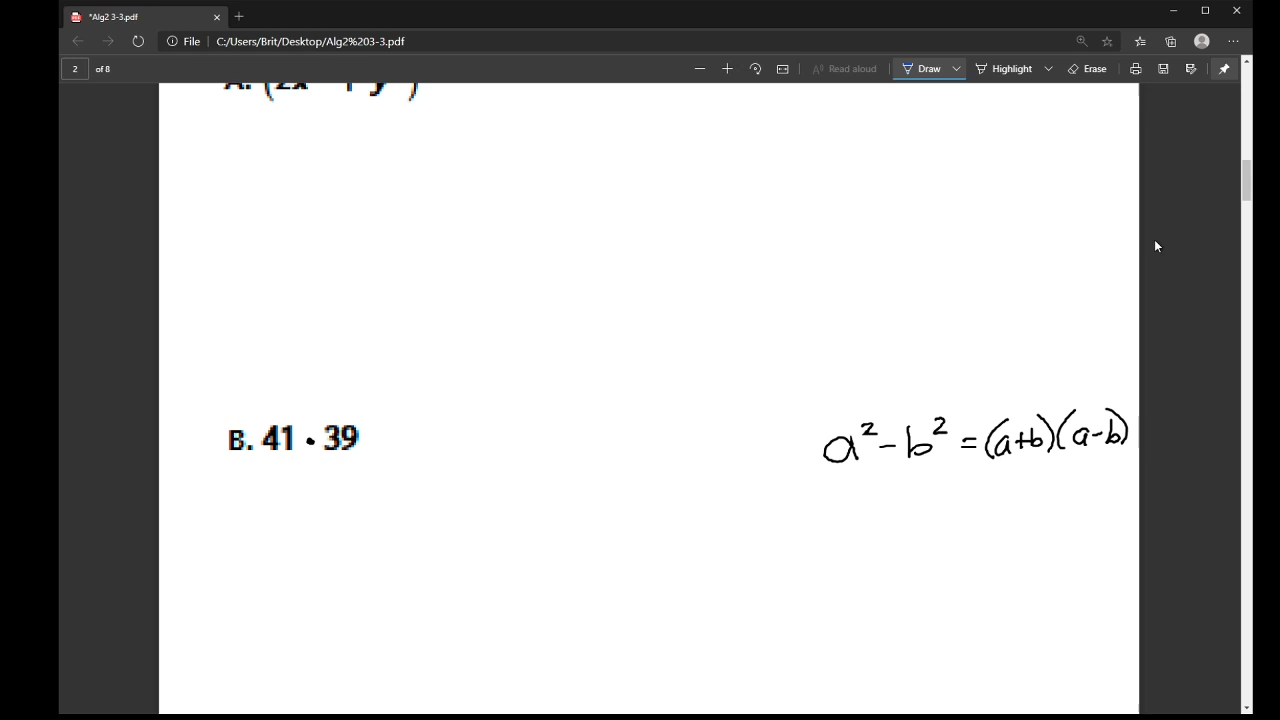 *Alg2 3-3.pdf
File | C:/Users/Brit/Desktop/Alg2%203-3.pdf
2 of 8 Read aloud Draw Highlight Erase
B. 41 • 39
a² - b² = (a+b)(a-b)